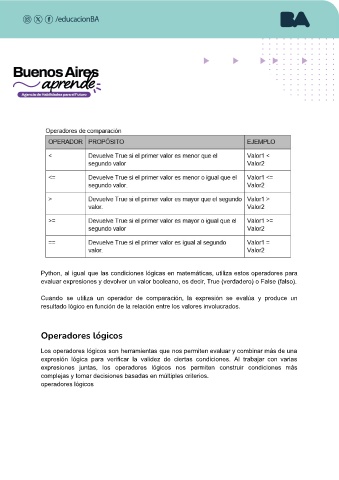 /educacionBA
BA
Buenos Aires
aprende
Agencia de Habilidades para el Futuro
Operadores de comparación
OPERADOR PROPÓSITO EJEMPLO
< Devuelve True si el primer valor es menor que el Valor1 <
segundo valor Valor2
<= Devuelve True si el primer valor es menor o igual que el Valor1 <=
segundo valor. Valor2
> Devuelve True si el primer valor es mayor que el segundo Valor1 >
valor. Valor2
>= Devuelve True si el primer valor es mayor o igual que el Valor1 >=
segundo valor Valor2
== Devuelve True si el primer valor es igual al segundo Valor1 =
valor. Valor2
Python, al igual que las condiciones lógicas en matemáticas, utiliza estos operadores para
evaluar expresiones y devolver un valor booleano, es decir, True (verdadero) o False (falso).
Cuando se utiliza un operador de comparación, la expresión se evalúa y produce un
resultado lógico en función de la relación entre los valores involucrados.
Operadores lógicos
Los operadores lógicos son herramientas que nos permiten evaluar y combinar más de una
expresión lógica para verificar la validez de ciertas condiciones. Al trabajar con varias
expresiones juntas, los operadores lógicos nos permiten construir condiciones más
complejas y tomar decisiones basadas en múltiples criterios.
operadores lógicos